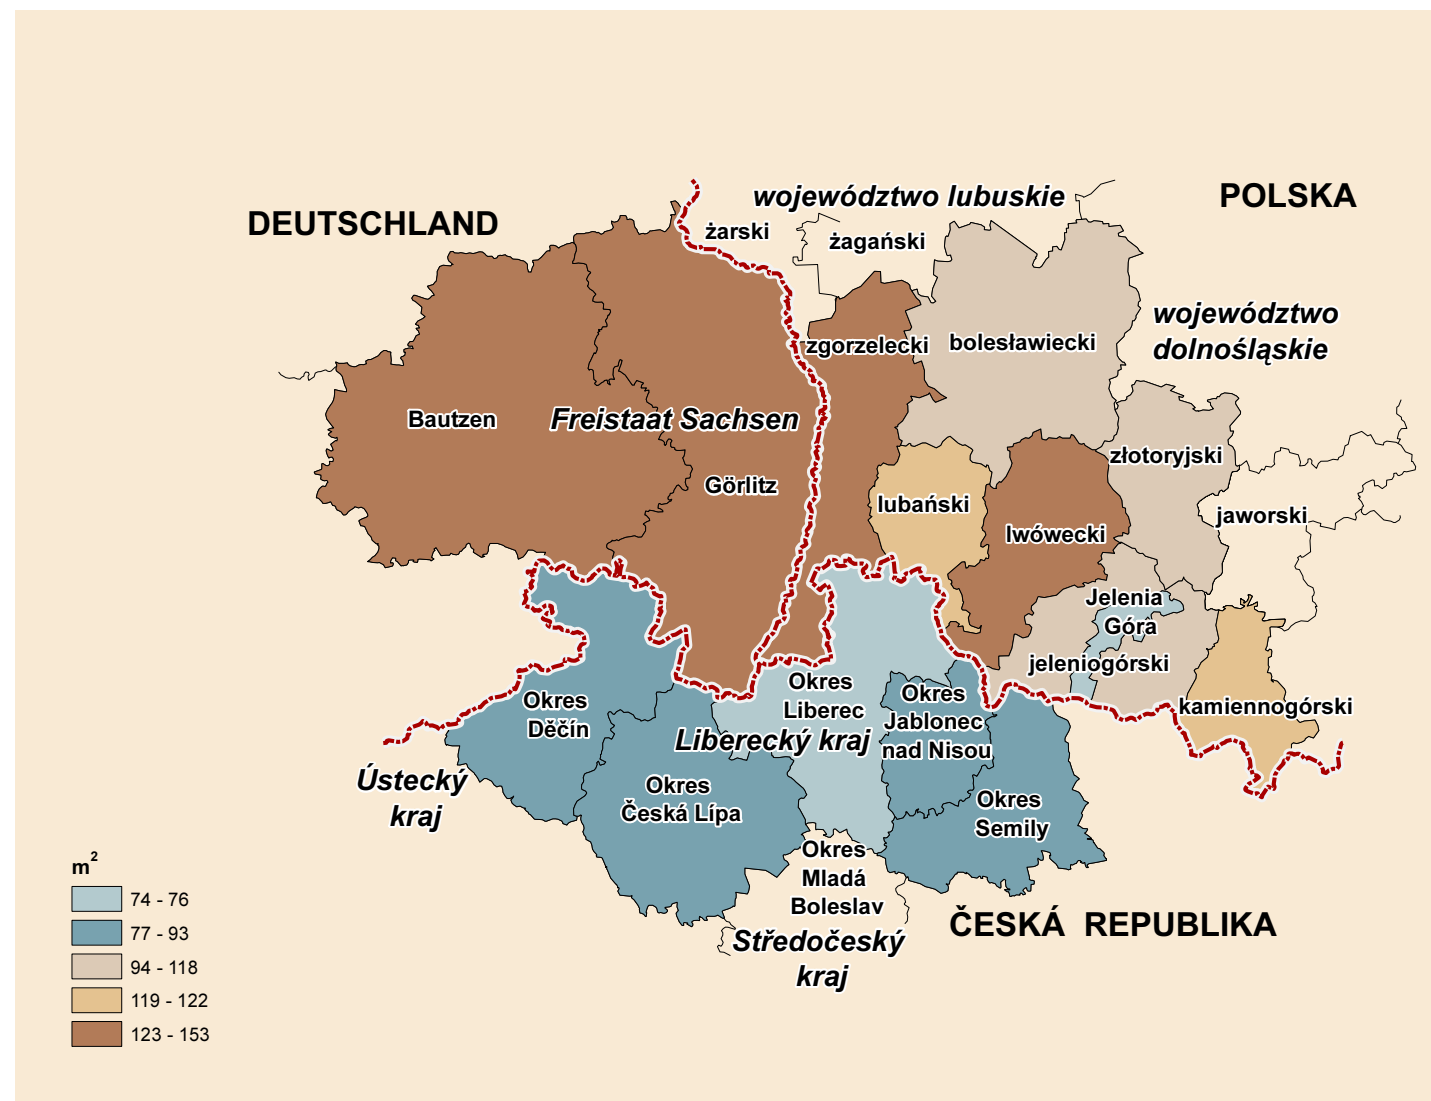 województwo lubuskie
POLSKA
DEUTSCHLAND
żarski
żagański
województwo
dolnośląskie
zgorzelecki
bolesławiecki
Bautzen
Freistaat Sachsen
Görlitz
złotoryjski
lubański
lwówecki
jaworski
Jelenia
Góra
jeleniogórski
kamiennogórski
Okres
Děčín
Okres
Liberec
Okres
Jablonec
nad Nisou
Liberecký kraj
Ústecký
kraj
Okres
Česká Lípa
Okres
Semily
Okres
Mladá
Boleslav
Středočeský
kraj
ČESKÁ REPUBLIKA
m²
74 - 76
77 - 93
94 - 118
119 - 122
123 - 153